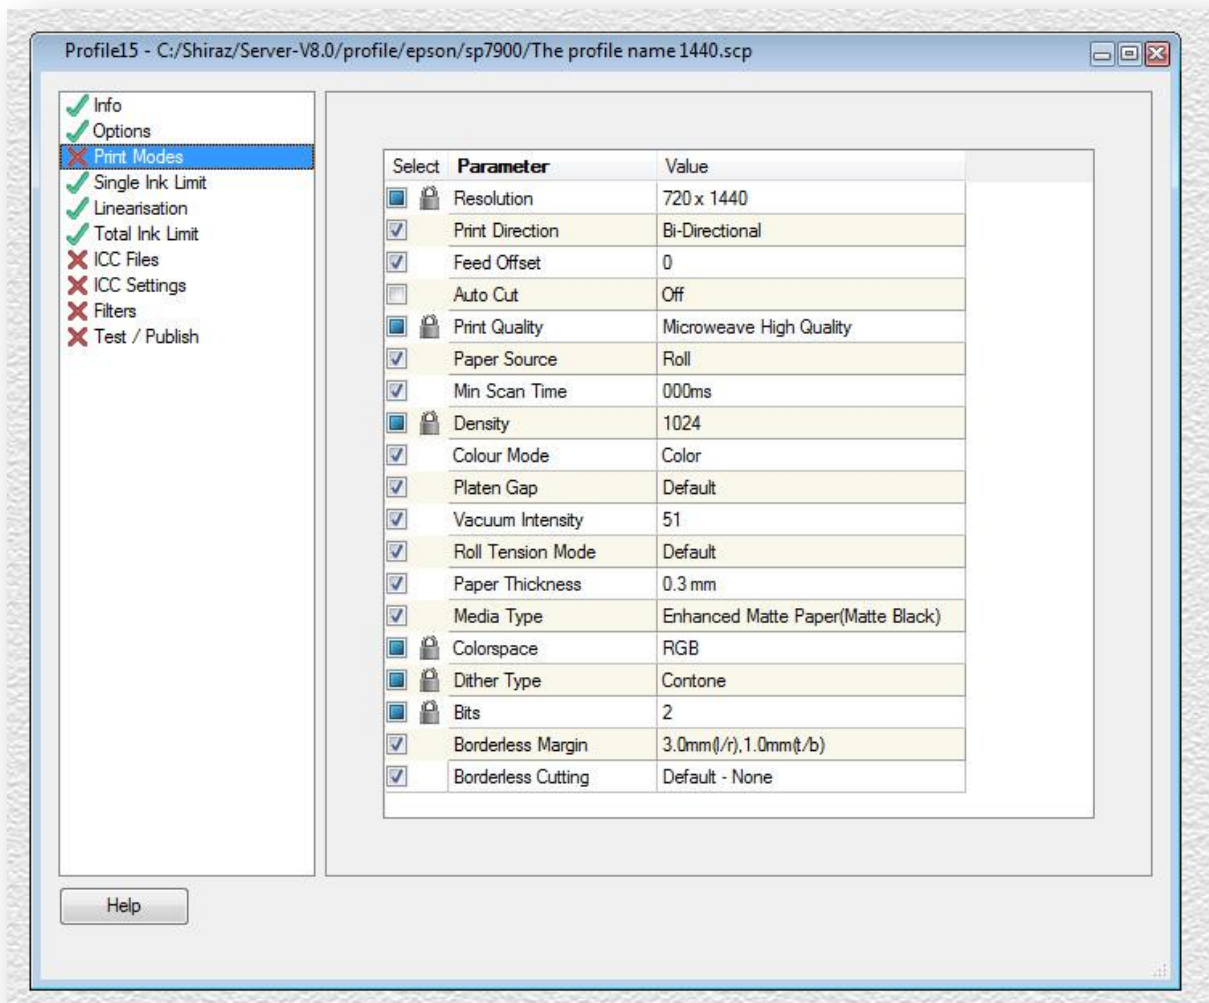 Profile15 - C:/Shiraz/Server-V8.0/profile/epson/sp7900/The profile name 1440.scp
Info
Options
Print Modes
Single Ink Limit
Linearisation
Total Ink Limit
ICC Files
ICC Settings
Filters
Test / Publish
Select Parameter Value
Resolution 720 x 1440
Print Direction Bi-Directional
Feed Offset 0
Auto Cut Off
Print Quality Microweave High Quality
Paper Source Roll
Min Scan Time 000ms
Density 1024
Colour Mode Color
Platen Gap Default
Vacuum Intensity 51
Roll Tension Mode Default
Paper Thickness 0.3 mm
Media Type Enhanced Matte Paper(Matte Black)
Colorspace RGB
Dither Type Contone
Bits 2
Borderless Margin 3.0mm(l/r),1.0mm(t/b)
Borderless Cutting Default - None
Help